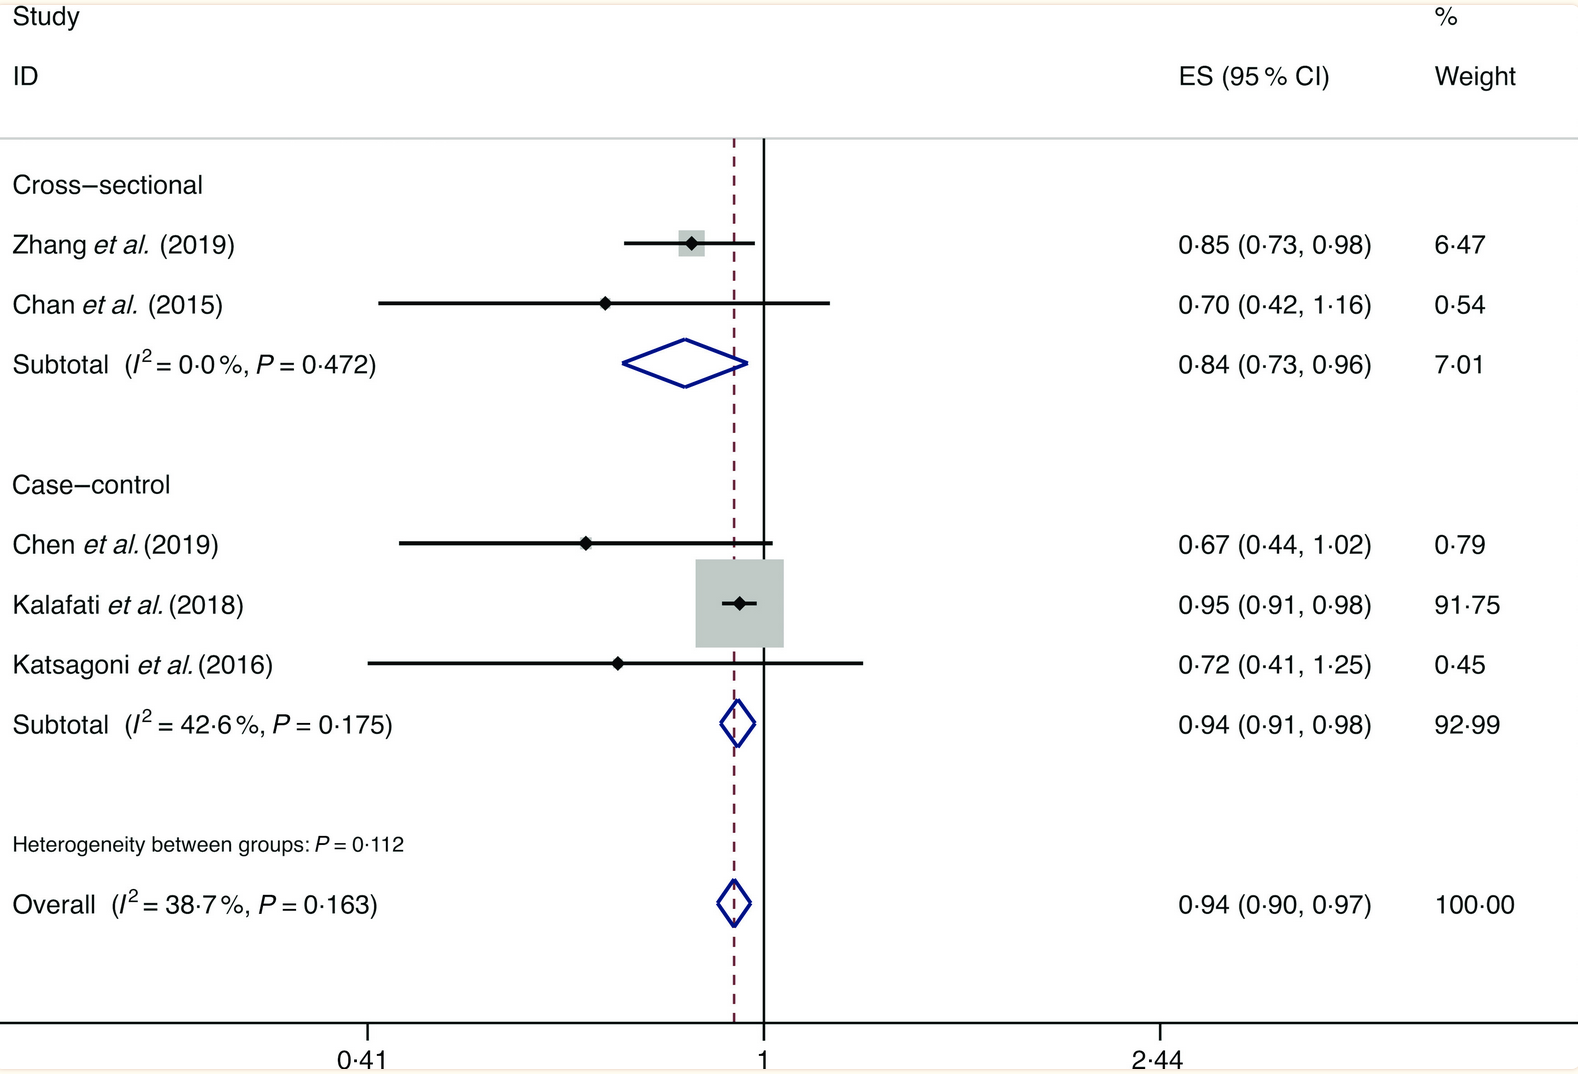 Study %
ID ES (95 % CI) Weight
Cross–sectional
Zhang et al. (2019) 0·85 (0·73, 0·98) 6·47
Chan et al. (2015) 0·70 (0·42, 1·16) 0·54
Subtotal (I² = 0·0 %, P = 0·472) 0·84 (0·73, 0·96) 7·01
Case–control
Chen et al. (2019) 0·67 (0·44, 1·02) 0·79
Kalafati et al. (2018) 0·95 (0·91, 0·98) 91·75
Katsagoni et al. (2016) 0·72 (0·41, 1·25) 0·45
Subtotal (I² = 42·6 %, P = 0·175) 0·94 (0·91, 0·98) 92·99
Heterogeneity between groups: P = 0·112
Overall (I² = 38·7 %, P = 0·163) 0·94 (0·90, 0·97) 100·00
0·41 1 2·44